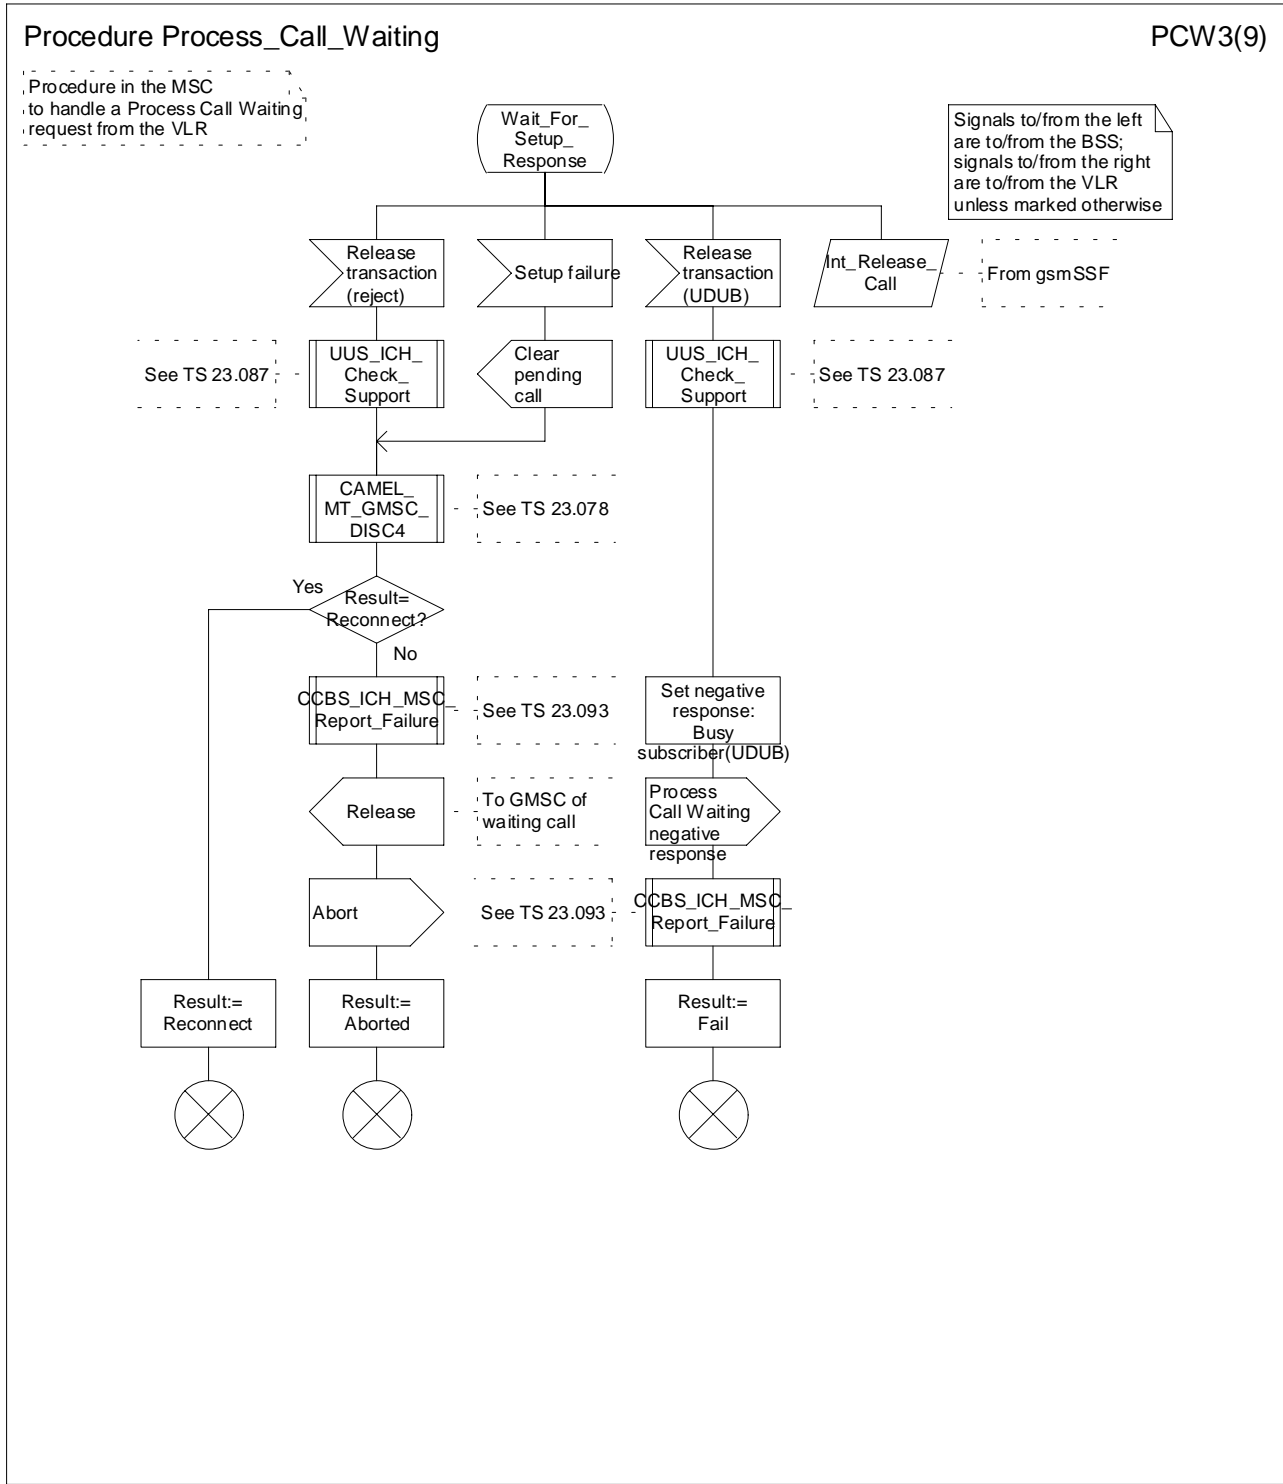 Procedure Process_Call_Waiting
PCW3(9)
Procedure in the MSC
to handle a Process Call Waiting
request from the VLR
Wait_For_
Setup_
Response
Signals to/from the left
are to/from the BSS;
signals to/from the right
are to/from the VLR
unless marked otherwise
Release
transaction
(reject)
Setup failure
Release
transaction
(UDUB)
Int_Release_
Call
From gsmSSF
See TS 23.087
UUS_ICH_
Check_
Support
Clear
pending
call
UUS_ICH_
Check_
Support
See TS 23.087
CAMEL_
MT_GMSC_
DISC4
See TS 23.078
Yes
Result=
Reconnect?
No
CCBS_ICH_MSC_
Report_Failure
See TS 23.093
Set negative
response:
Busy
subscriber(UDUB)
Release
To GMSC of
waiting call
Process
Call Waiting
negative
response
Abort
See TS 23.093
CCBS_ICH_MSC_
Report_Failure
Result:=
Reconnect
Result:=
Aborted
Result:=
Fail